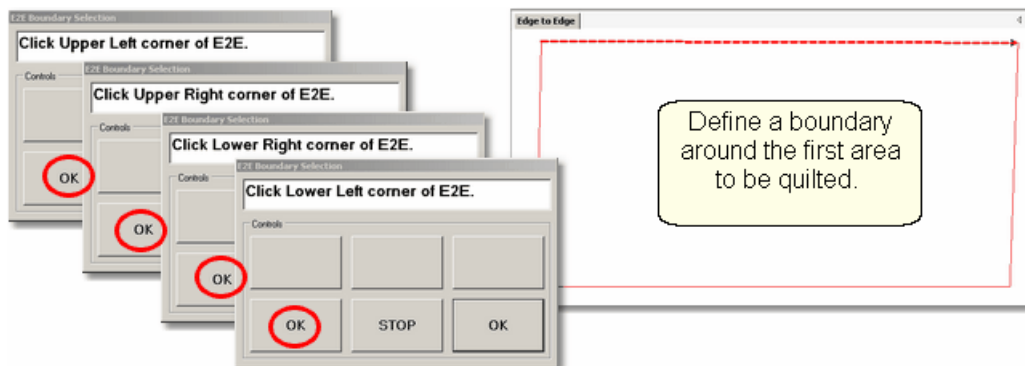 E2E Boundary Selection
Click Upper Left corner of E2E.
Controls
OK
E2E Boundary Selection
Click Upper Right corner of E2E.
Controls
OK
E2E Boundary Selection
Click Lower Right corner of E2E.
Controls
OK
E2E Boundary Selection
Click Lower Left corner of E2E.
Controls
OK STOP OK
Edge to Edge
Define a boundary
around the first area
to be quilted.